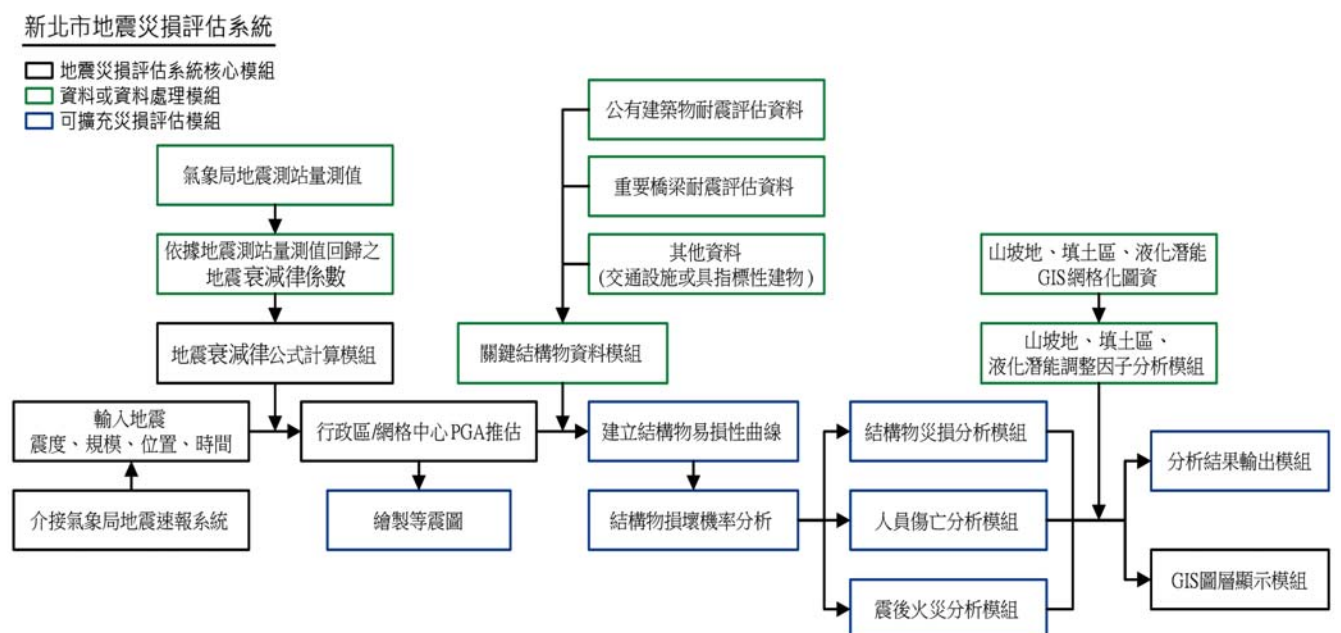 新北市地震災損評估系統
地震災損評估系統核心模組
資料或資料處理模組
可擴充災損評估模組
氣象局地震測站量測值
依據地震測站量測值回歸之
地震衰減律係數
地震衰減律公式計算模組
輸入地震
震度、規模、位置、時間
介接氣象局地震速報系統
行政區/網格中心PGA推估
繪製等震圖
公有建築物耐震評估資料
重要橋梁耐震評估資料
其他資料
(交通設施或具指標性建物)
關鍵結構物資料模組
建立結構物易損性曲線
結構物損壞機率分析
結構物災損分析模組
人員傷亡分析模組
震後火災分析模組
山坡地、填土區、液化潛能
GIS網格化圖資
山坡地、填土區、
液化潛能調整因子分析模組
分析結果輸出模組
GIS圖層顯示模組